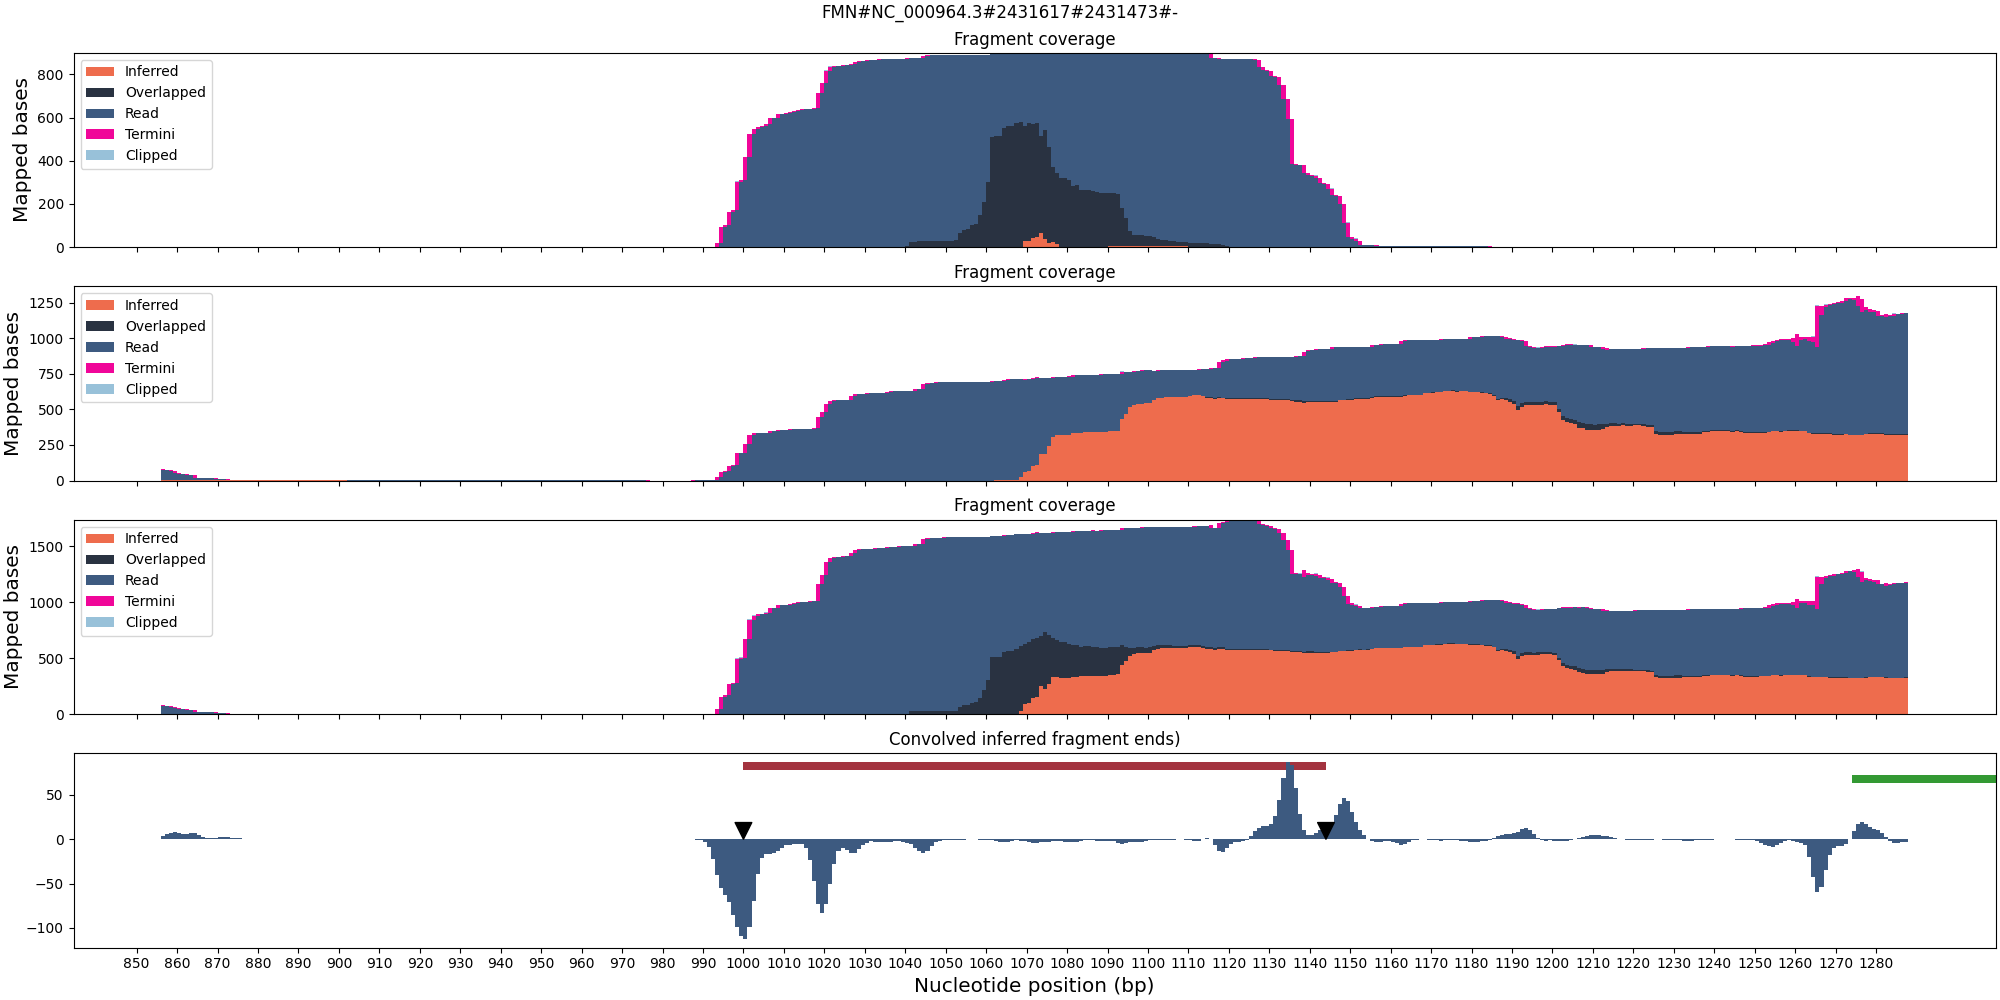 FMN#NC_000964.3#2431617#2431473#-
Fragment coverage
Mapped bases
800
600
400
200
0
Inferred
Overlapped
Read
Termini
Clipped
Fragment coverage
Mapped bases
1250
1000
750
500
250
0
Inferred
Overlapped
Read
Termini
Clipped
Fragment coverage
Mapped bases
1500
1000
500
0
Inferred
Overlapped
Read
Termini
Clipped
Convolved inferred fragment ends)
50
0
−50
−100
850 860 870 880 890 900 910 920 930 940 950 960 970 980 990 1000 1010 1020 1030 1040 1050 1060 1070 1080 1090 1100 1110 1120 1130 1140 1150 1160 1170 1180 1190 1200 1210 1220 1230 1240 1250 1260 1270 1280
Nucleotide position (bp)